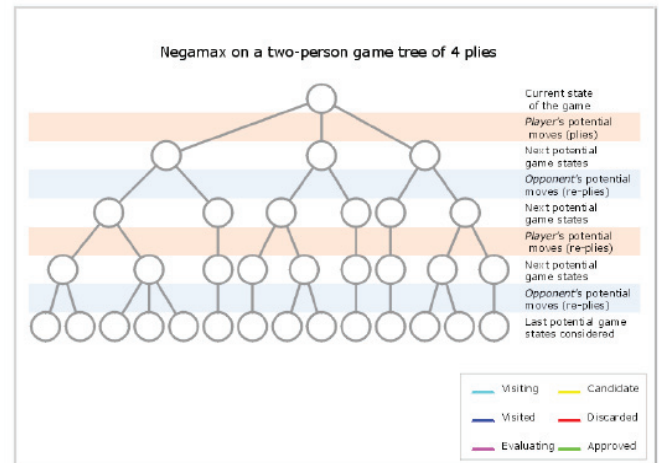 Negamax on a two-person game tree of 4 plies
Current state
of the game
Player's potential
moves (plies)
Next potential
game states
Opponent's potential
moves (re-plies)
Next potential
game states
Player's potential
moves (re-plies)
Next potential
game states
Opponent's potential
moves (re-plies)
Last potential game
states considered
Visiting
Candidate
Visited
Discarded
Evaluating
Approved